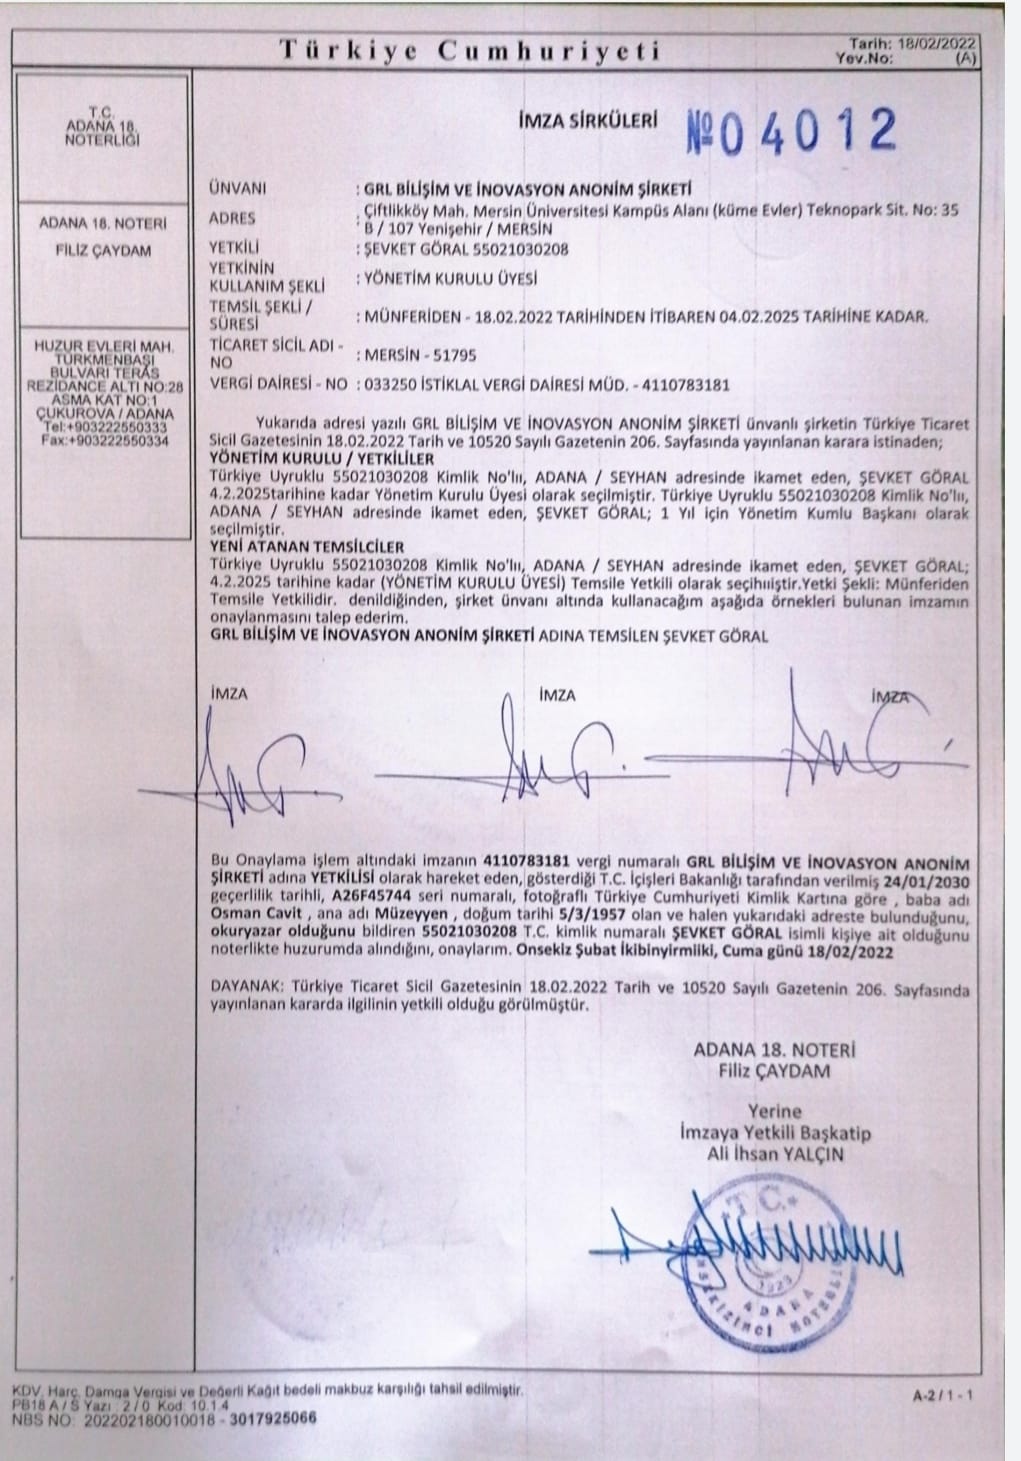 Türkiye Cumhuriyeti
Tarih: 18/02/2022
Yev.No: (A)
T.C.
ADANA 18.
NOTERLİĞİ
ADANA 18. NOTERİ
FİLİZ ÇAYDAM
HUZUR EVLERİ MAH.
TÜRKMENBAŞI
BULVARI TERAS
REZİDANCE ALTI NO:28
ASMA KAT NO:1
ÇUKUROVA / ADANA
Tel:+903222550333
Fax:+903222550334
İMZA SİRKÜLERİ
Nº 04012
ÜNVANI : GRL BİLİŞİM VE İNOVASYON ANONİM ŞİRKETİ
ADRES : Çiftlikköy Mah. Mersin Üniversitesi Kampüs Alanı (küme Evler) Teknopark Sit. No: 35
B / 107 Yenişehir / MERSİN
YETKİLİ : ŞEVKET GÖRAL 55021030208
YETKİNİN
KULLANIM ŞEKLİ : YÖNETİM KURULU ÜYESİ
TEMSİL ŞEKLİ /
SÜRESİ : MÜNFERİDEN - 18.02.2022 TARİHİNDEN İTİBAREN 04.02.2025 TARİHİNE KADAR.
TİCARET SİCİL ADI -
NO : MERSİN - 51795
VERGİ DAİRESİ - NO : 033250 İSTİKLAL VERGİ DAİRESİ MÜD. - 4110783181
Yukarıda adresi yazılı GRL BİLİŞİM VE İNOVASYON ANONİM ŞİRKETİ ünvanlı şirketin Türkiye Ticaret
Sicil Gazetesinin 18.02.2022 Tarih ve 10520 Sayılı Gazetenin 206. Sayfasında yayınlanan karara istinaden;
YÖNETİM KURULU / YETKİLİLER
Türkiye Uyruklu 55021030208 Kimlik No'lıı, ADANA / SEYHAN adresinde ikamet eden, ŞEVKET GÖRAL
4.2.2025tarihine kadar Yönetim Kurulu Üyesi olarak seçilmiştir. Türkiye Uyruklu 55021030208 Kimlik No'lıı,
ADANA / SEYHAN adresinde ikamet eden, ŞEVKET GÖRAL; 1 Yıl için Yönetim Kumlu Başkanı olarak
seçilmiştir.
YENİ ATANAN TEMSİLCİLER
Türkiye Uyruklu 55021030208 Kimlik No'lıı, ADANA / SEYHAN adresinde ikamet eden, ŞEVKET GÖRAL;
4.2.2025 tarihine kadar (YÖNETİM KURULU ÜYESİ) Temsile Yetkili olarak seçihıiştir.Yetki Şekli: Münferiden
Temsile Yetkilidir. denildiğinden, şirket ünvanı altında kullanacağım aşağıda örnekleri bulunan imzamın
onaylanmasını talep ederim.
GRL BİLİŞİM VE İNOVASYON ANONİM ŞİRKETİ ADINA TEMSİLEN ŞEVKET GÖRAL
İMZA İMZA İMZA
Bu Onaylama işlem altındaki imzanın 4110783181 vergi numaralı GRL BİLİŞİM VE İNOVASYON ANONİM
ŞİRKETİ adına YETKİLİSİ olarak hareket eden, gösterdiği T.C. İçişleri Bakanlığı tarafından verilmiş 24/01/2030
geçerlilik tarihli, A26F45744 seri numaralı, fotoğraflı Türkiye Cumhuriyeti Kimlik Kartına göre , baba adı
Osman Cavit , ana adı Müzeyyen , doğum tarihi 5/3/1957 olan ve halen yukarıdaki adreste bulunduğunu,
okuryazar olduğunu bildiren 55021030208 T.C. kimlik numaralı ŞEVKET GÖRAL isimli kişiye ait olduğunu
noterlikte huzurumda alındığını, onaylarım. Onsekiz Şubat İkibinyirmiiki, Cuma günü 18/02/2022
DAYANAK: Türkiye Ticaret Sicil Gazetesinin 18.02.2022 Tarih ve 10520 Sayılı Gazetenin 206. Sayfasında
yayınlanan kararda ilgilinin yetkili olduğu görülmüştür.
ADANA 18. NOTERİ
Filiz ÇAYDAM
Yerine
İmzaya Yetkili Başkatip
Ali İhsan YALÇIN
T.C.
1923
ADANA
NOTERLİ
KDV, Harç, Damga Vergisi ve Değerli Kağıt bedeli makbuz karşılığı tahsil edilmiştir.
PB18 A / S Yazı : 2 / 0 Kod: 10.1.4
NBS NO: 202202180010018 - 3017925066
A-2 / 1 - 1